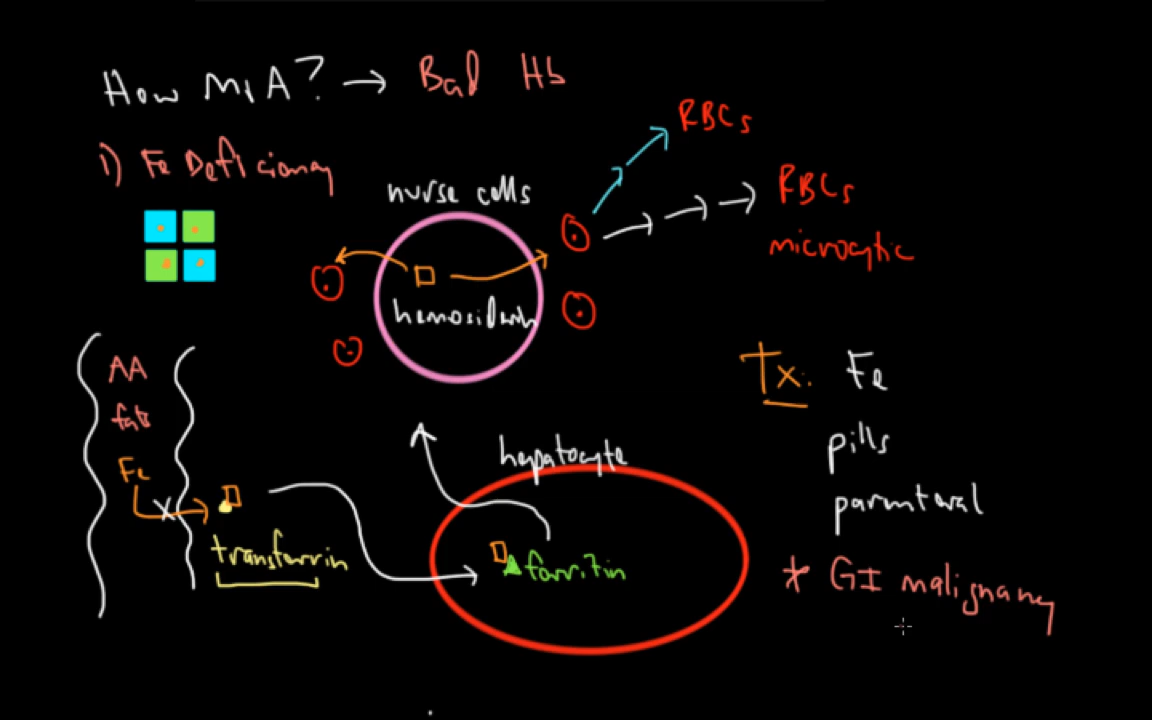 How MiA? → Bad Hb
1) Fe Deficiency
nurse cells
RBCs
RBCs
microcytic
hemosiderin
AA
fats
Fe
X
transferrin
hepatocyte
ferritin
Tx: Fe
pills
parenteral
* GI malignancy